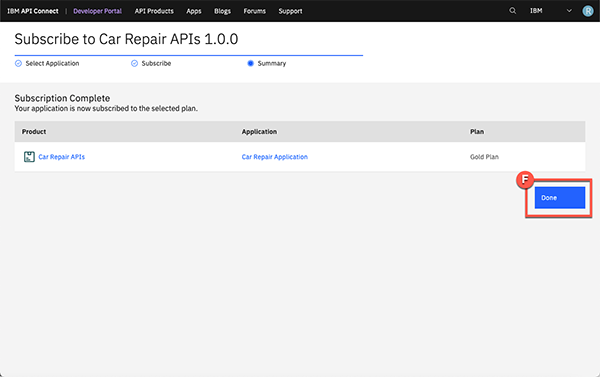 IBM API Connect | Developer Portal API Products Apps Blogs Forums Support IBM R
Subscribe to Car Repair APIs 1.0.0
Select Application Subscribe Summary
Subscription Complete
Your application is now subscribed to the selected plan.
Product Application Plan
Car Repair APIs Car Repair Application Gold Plan
F
Done